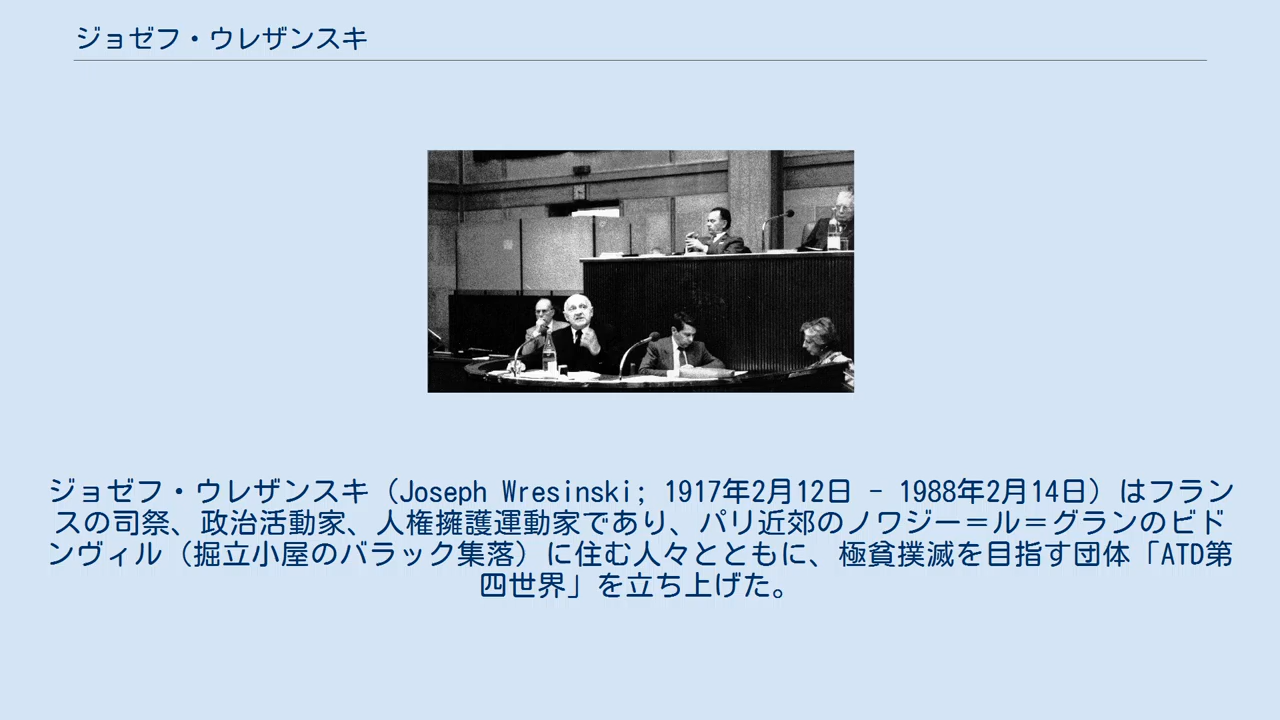 ジョゼフ・ウレザンスキ
ジョゼフ・ウレザンスキ（Joseph Wresinski; 1917年2月12日 - 1988年2月14日）はフラン
スの司祭、政治活動家、人権擁護運動家であり、パリ近郊のノワジー＝ル＝グランのビド
ンヴィル（掘立小屋のバラック集落）に住む人々とともに、極貧撲滅を目指す団体「ATD第
四世界」を立ち上げた。